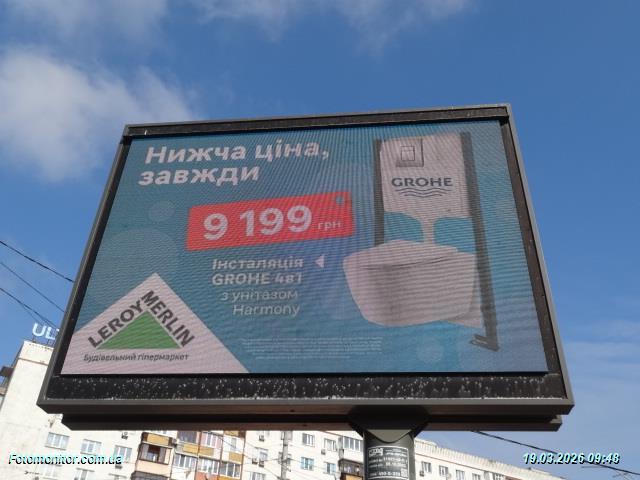 Нижча ціна,
завжди
9 199 грн
GROHE
Інсталяція
GROHE 4в1
з унітазом
Harmony
LEROY MERLIN
Будівельний гіпермаркет
UL
Fotomonitor.com.ua
19.03.2026 09:48